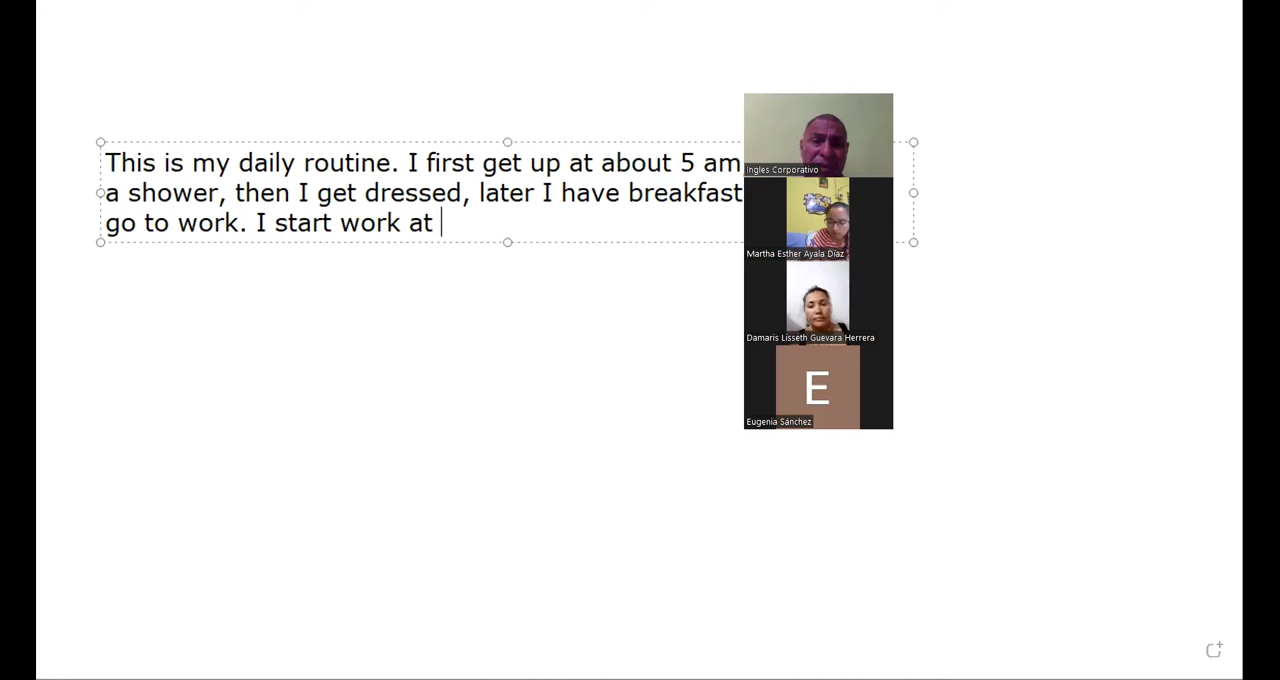 This is my daily routine. I first get up at about 5 am
a shower, then I get dressed, later I have breakfast
go to work. I start work at
Ingles Corporativo
Martha Esther Ayala Díaz
Damaris Lisseth Guevara Herrera
E
Eugenia Sánchez